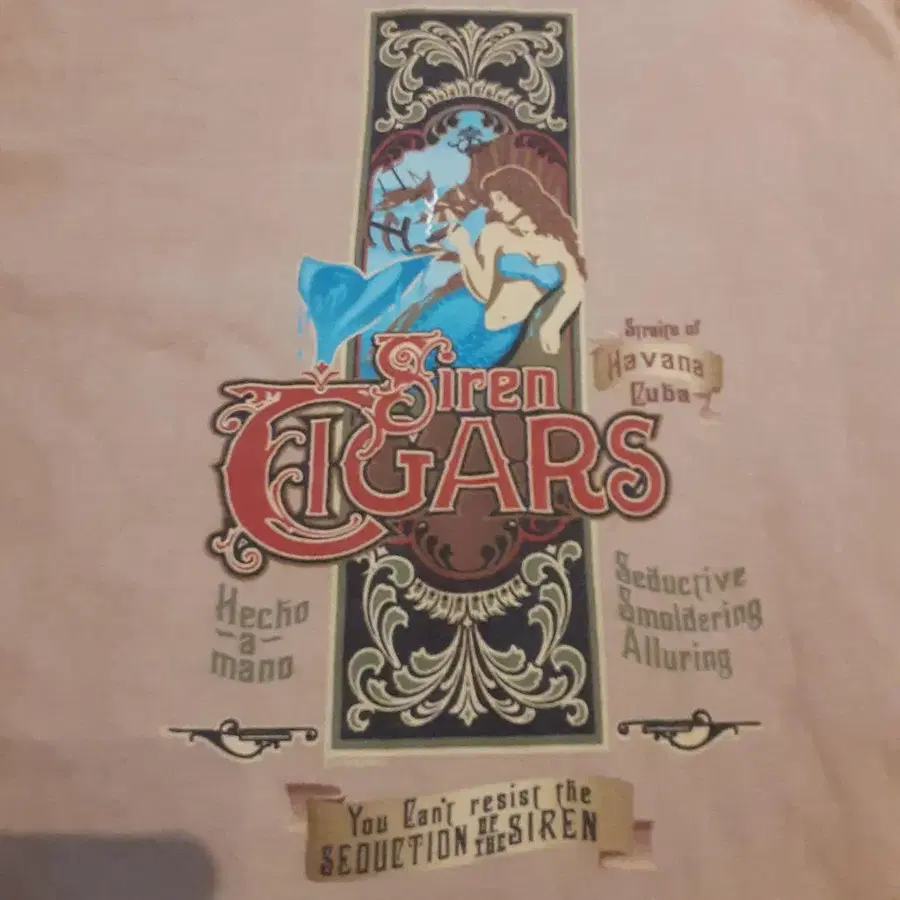 Siren
CIGARS
Straits of
Havana
Cuba
Hecho
-a-
mano
Seductive
Smoldering
Alluring
You Can't resist the
SEDUCTION OF THE SIREN